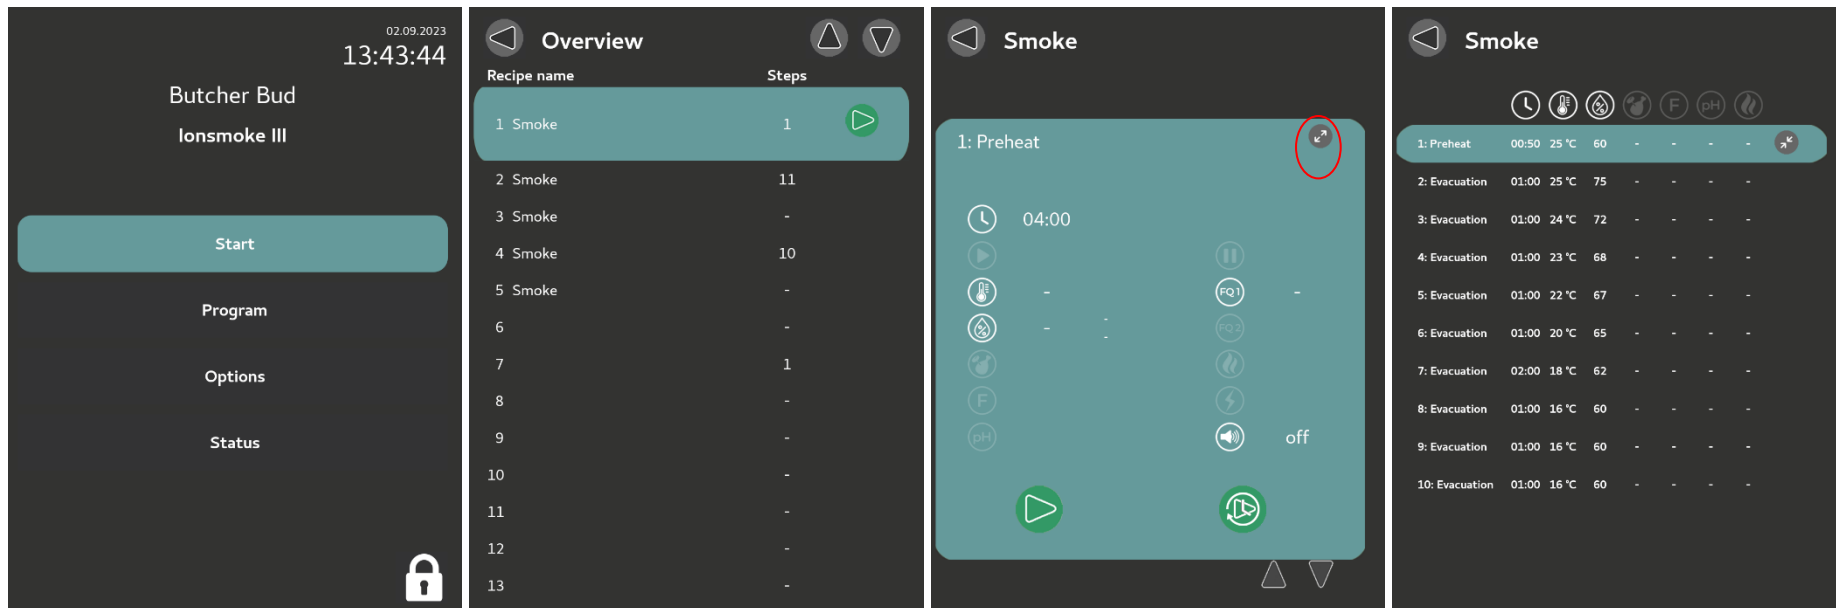 02.09.2023
13:43:44
Butcher Bud
Ionsmoke III
Start
Program
Options
Status
Overview
Recipe name Steps
1 Smoke 1
2 Smoke 11
3 Smoke -
4 Smoke 10
5 Smoke -
6 -
7 1
8 -
9 -
10 -
11 -
12 -
13 -
Smoke
1: Preheat
04:00
- FQ1 -
- - -
FQ2
F
pH off
Smoke
F pH
1: Preheat 00:50 25 °C 60 - - - -
2: Evacuation 01:00 25 °C 75 - - - -
3: Evacuation 01:00 24 °C 72 - - - -
4: Evacuation 01:00 23 °C 68 - - - -
5: Evacuation 01:00 22 °C 67 - - - -
6: Evacuation 01:00 20 °C 65 - - - -
7: Evacuation 02:00 18 °C 62 - - - -
8: Evacuation 01:00 16 °C 60 - - - -
9: Evacuation 01:00 16 °C 60 - - - -
10: Evacuation 01:00 16 °C 60 - - - -